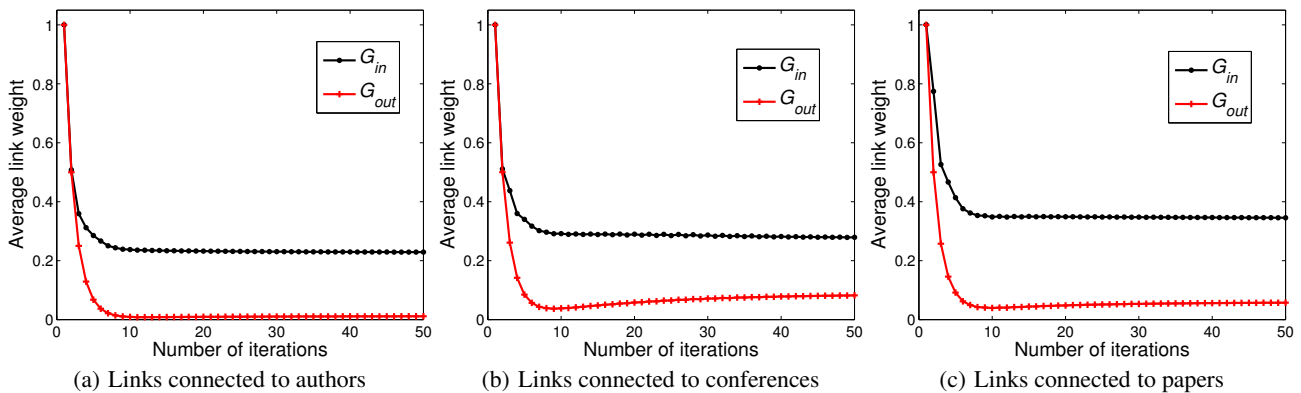 1
0.8
0.6
0.4
0.2
0
Average link weight
0 10 20 30 40 50
Number of iterations
G_in
G_out
(a) Links connected to authors
1
0.8
0.6
0.4
0.2
0
Average link weight
0 10 20 30 40 50
Number of iterations
G_in
G_out
(b) Links connected to conferences
1
0.8
0.6
0.4
0.2
0
Average link weight
0 10 20 30 40 50
Number of iterations
G_in
G_out
(c) Links connected to papers